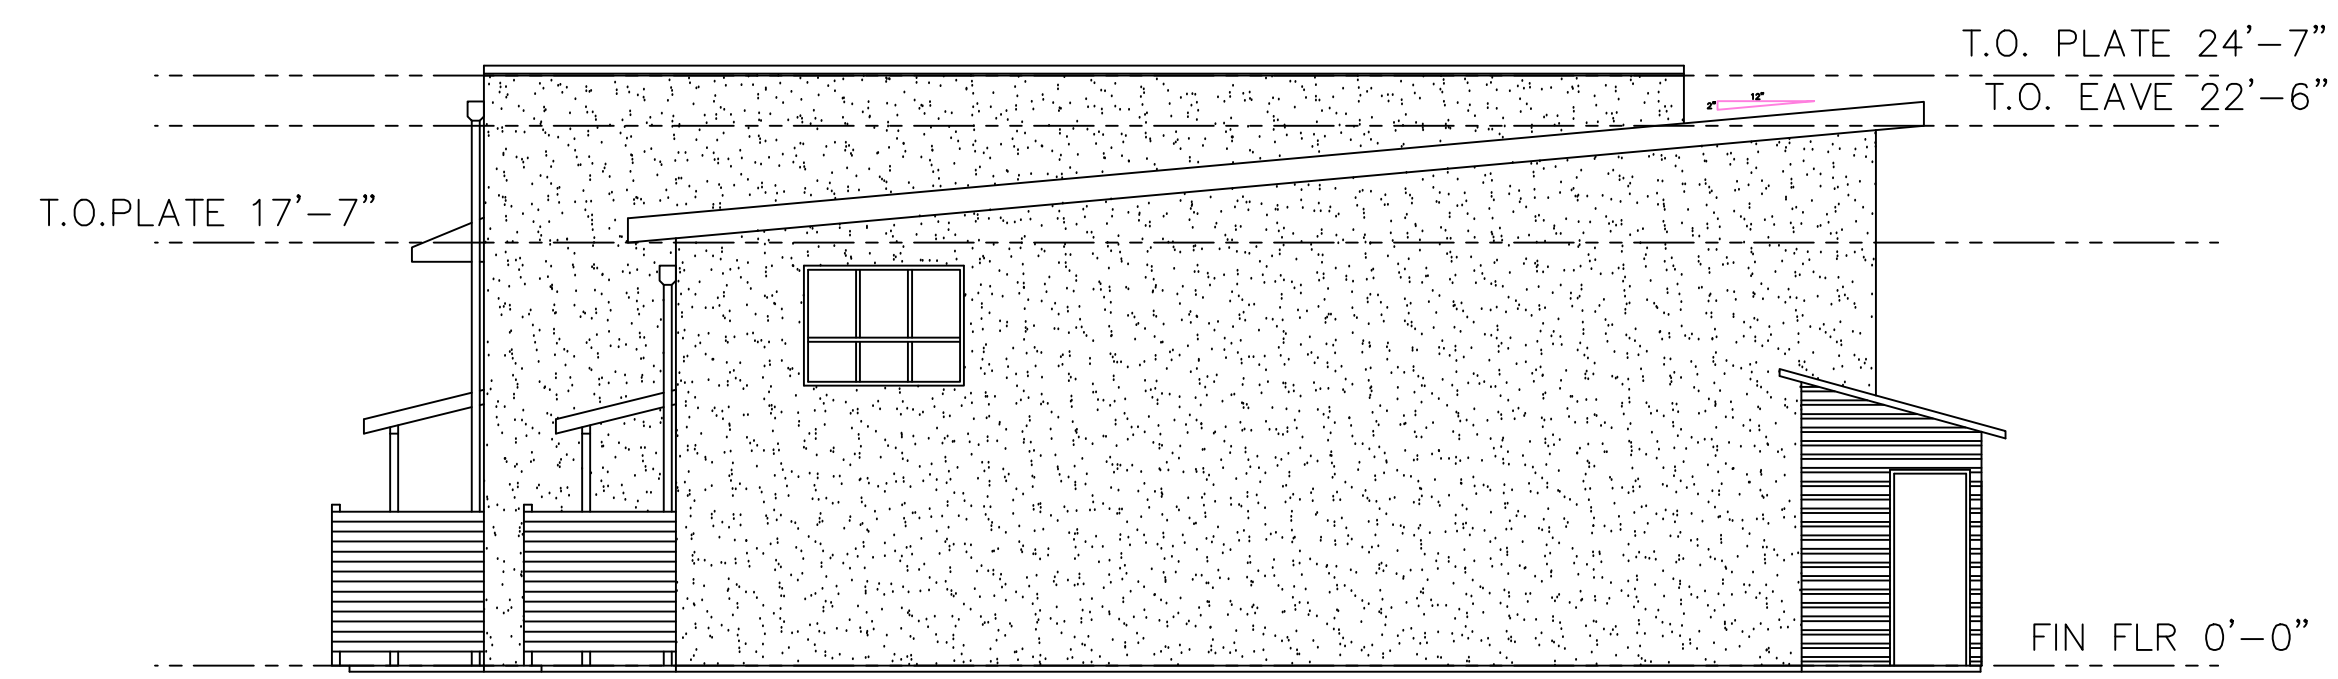 T.O. PLATE 24'-7"
12"
2"
T.O. EAVE 22'-6"
T.O.PLATE 17'-7"
FIN FLR 0'-0"